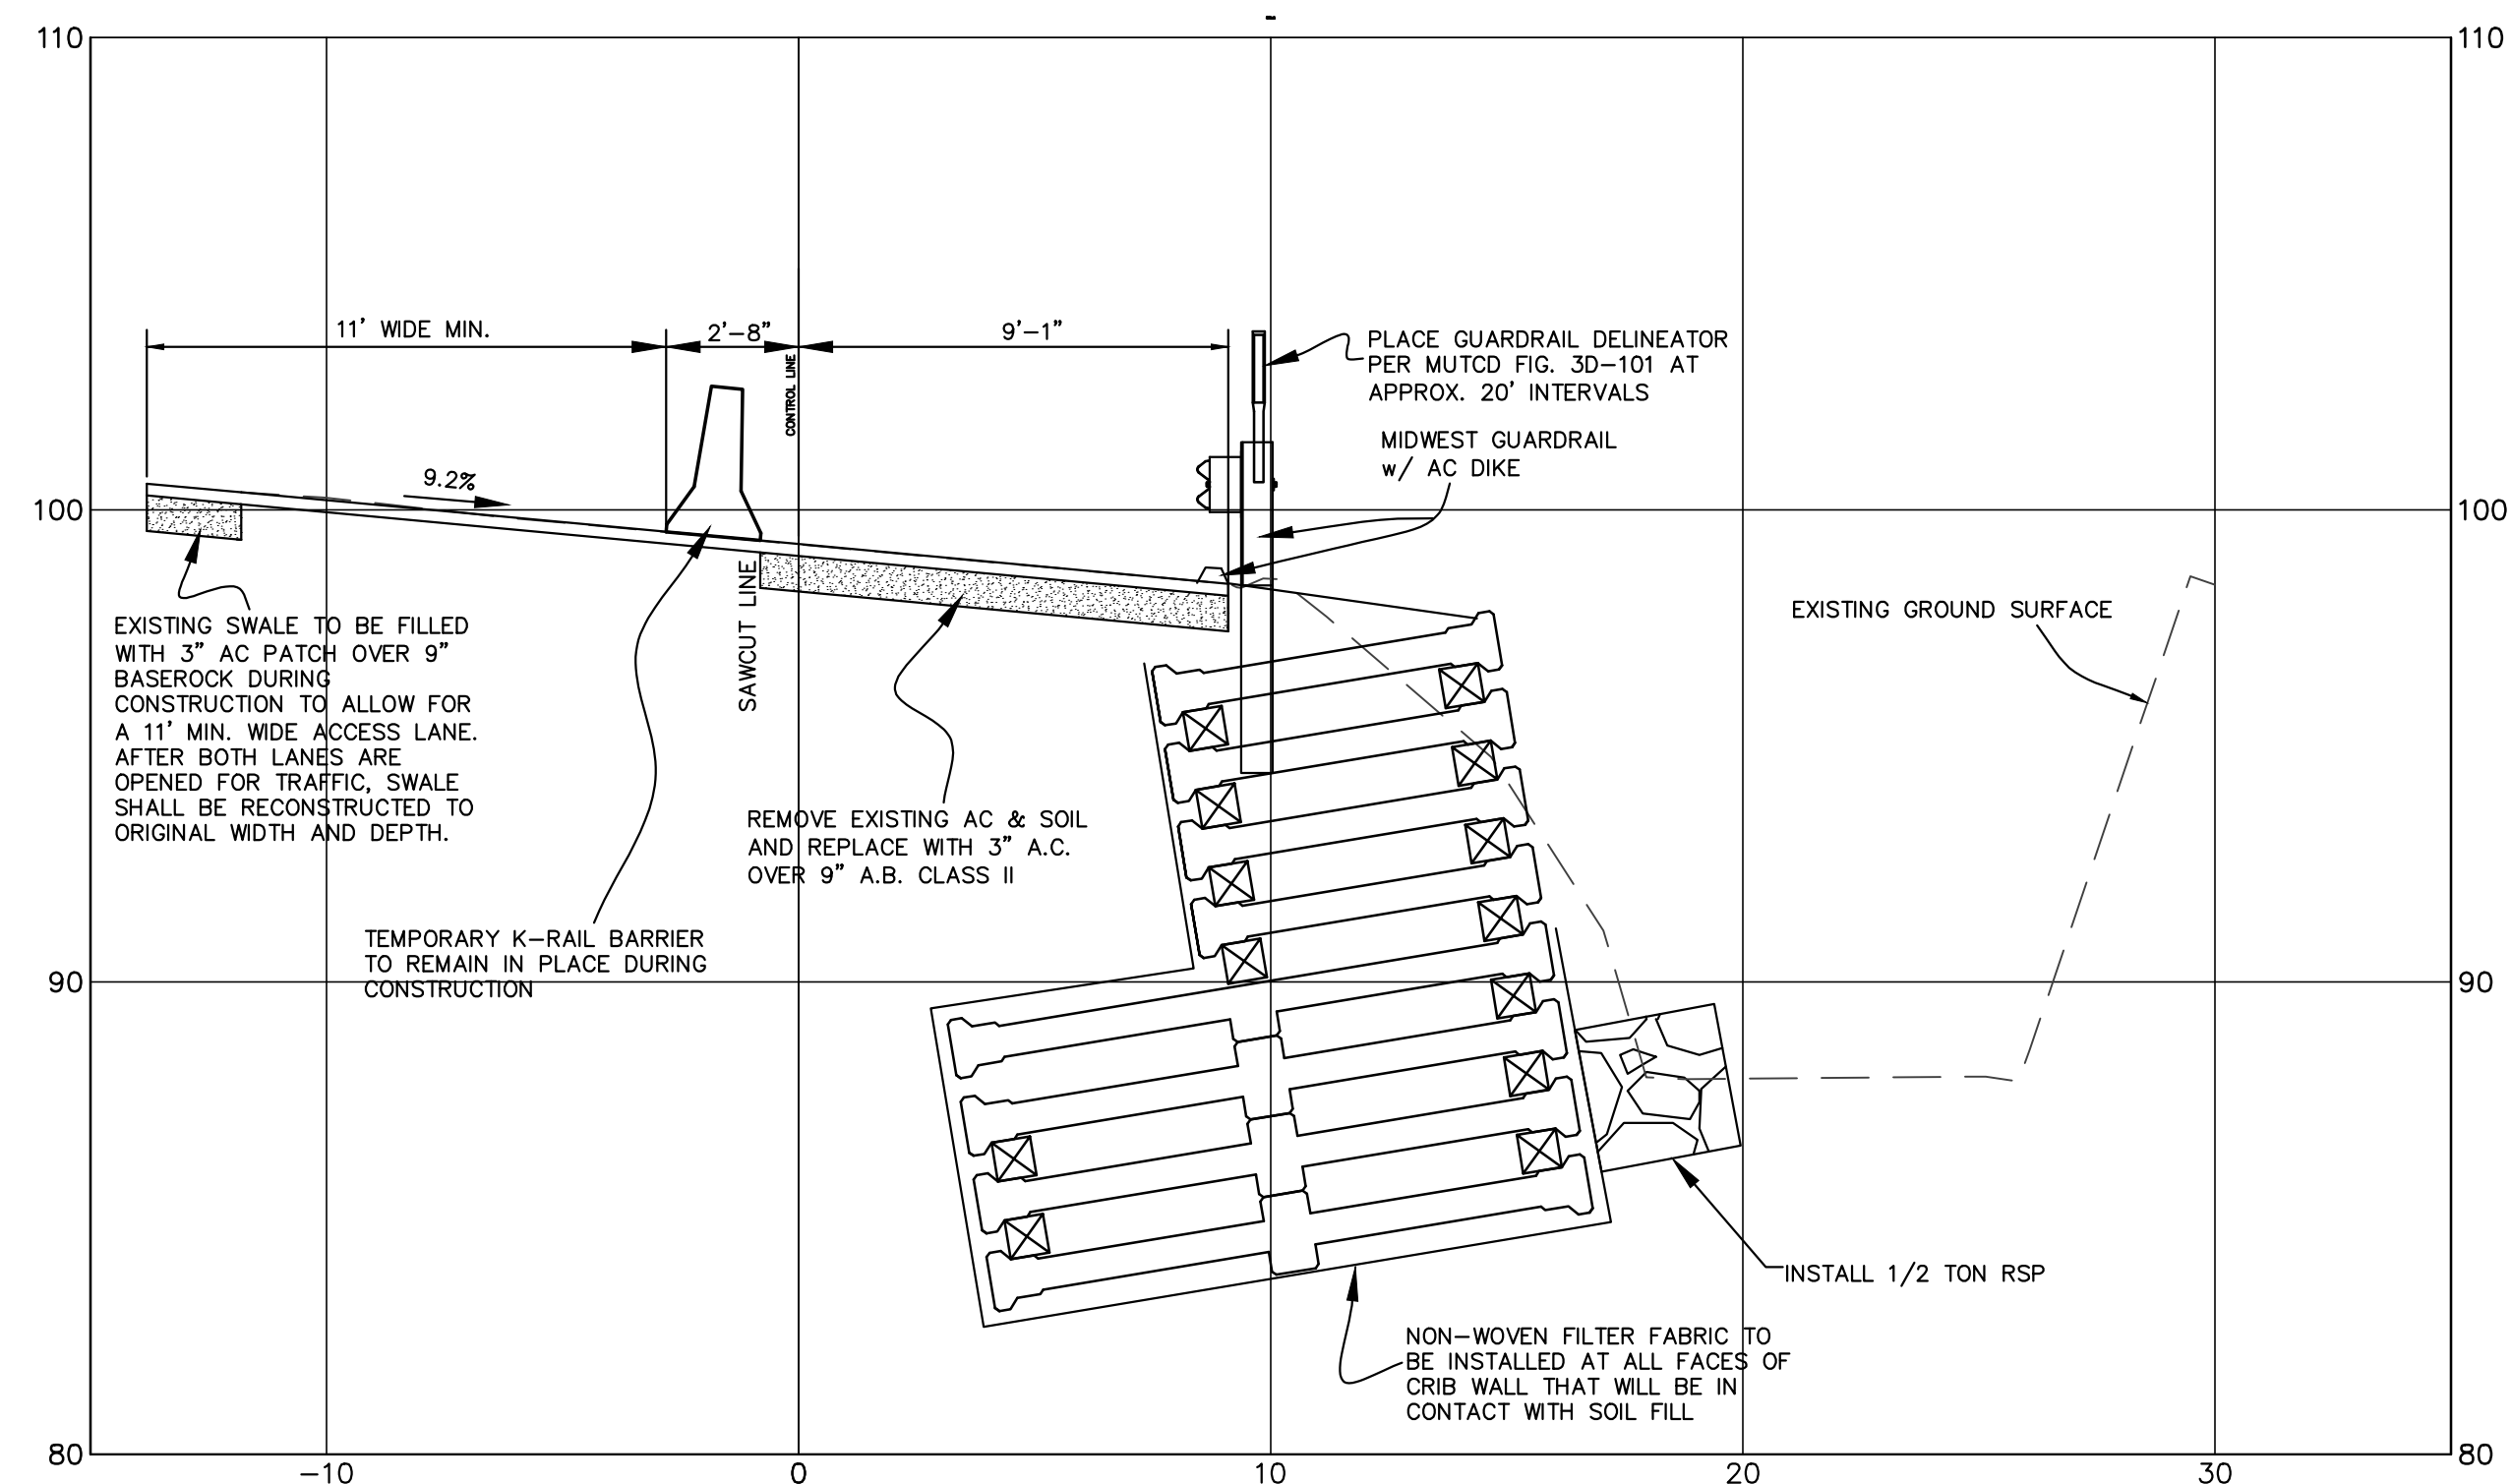 110
110
11' WIDE MIN.
2'-8"
9'-1"
CONTROL LINE
PLACE GUARDRAIL DELINEATOR
PER MUTCD FIG. 3D-101 AT
APPROX. 20' INTERVALS
MIDWEST GUARDRAIL
w/ AC DIKE
9.2%
100
100
SAWCUT LINE
EXISTING GROUND SURFACE
EXISTING SWALE TO BE FILLED
WITH 3" AC PATCH OVER 9"
BASEROCK DURING
CONSTRUCTION TO ALLOW FOR
A 11' MIN. WIDE ACCESS LANE.
AFTER BOTH LANES ARE
OPENED FOR TRAFFIC, SWALE
SHALL BE RECONSTRUCTED TO
ORIGINAL WIDTH AND DEPTH.
REMOVE EXISTING AC & SOIL
AND REPLACE WITH 3" A.C.
OVER 9" A.B. CLASS II
TEMPORARY K-RAIL BARRIER
TO REMAIN IN PLACE DURING
CONSTRUCTION
90
90
INSTALL 1/2 TON RSP
NON-WOVEN FILTER FABRIC TO
BE INSTALLED AT ALL FACES OF
CRIB WALL THAT WILL BE IN
CONTACT WITH SOIL FILL
80
80
-10
0
10
20
30